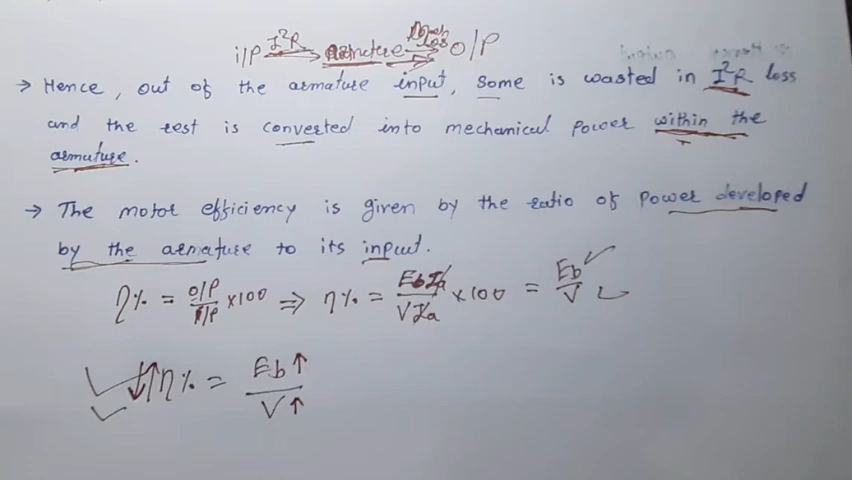 i/P I²R armature loss O/P
→ Hence, out of the armature input, some is wasted in I²R loss
and the rest is converted into mechanical power within the
armature.
→ The motor efficiency is given by the ratio of power developed
by the armature to its input.
η% = O/P / I/P × 100 ⇒ η% = EbIa / VIa × 100 = Eb / V
↓↑η% = Eb↑ / V↑